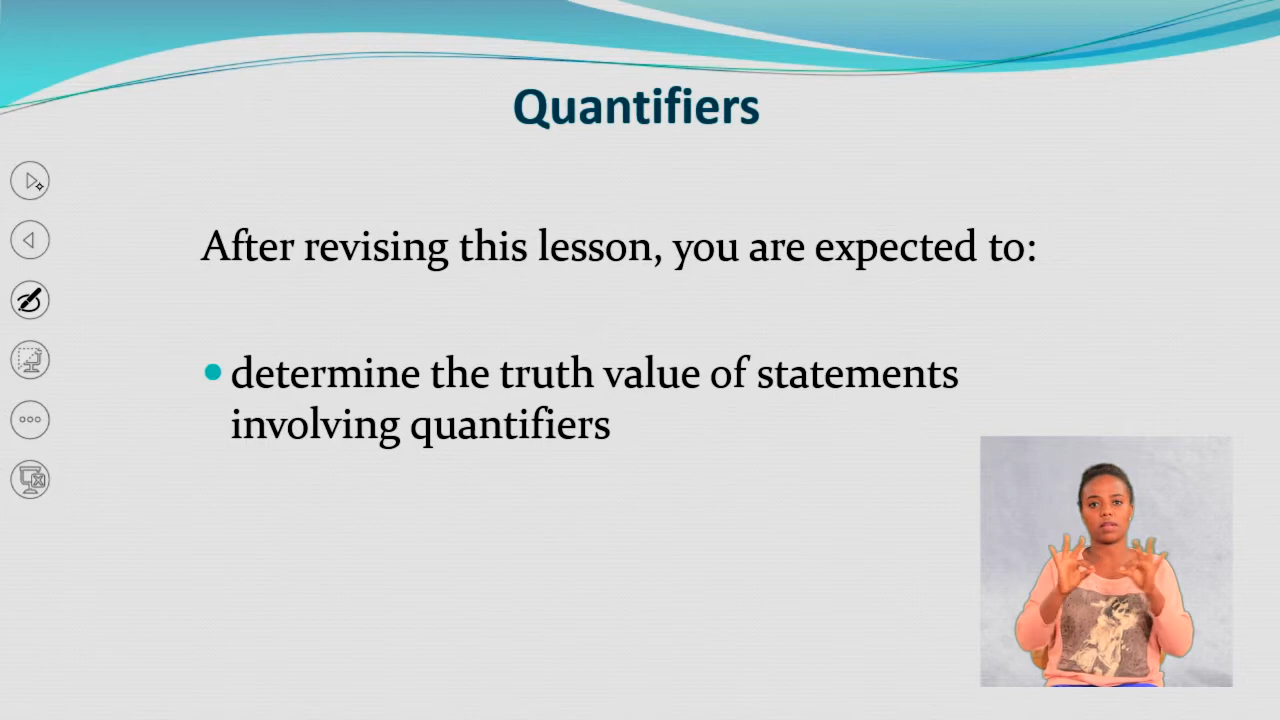 Quantifiers
After revising this lesson, you are expected to:
determine the truth value of statements
involving quantifiers